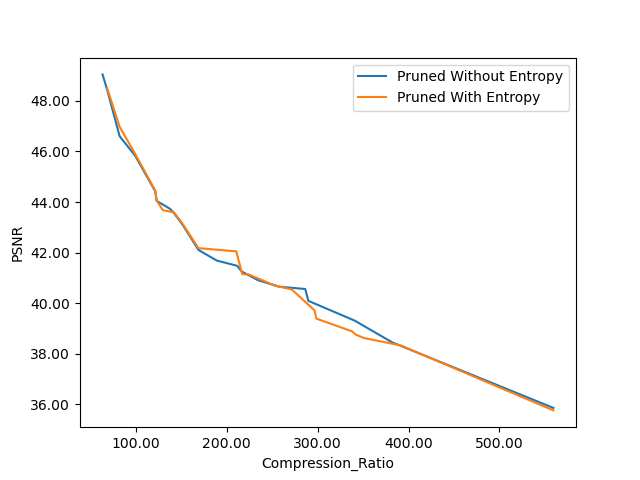 Pruned Without Entropy
Pruned With Entropy
PSNR
48.00
46.00
44.00
42.00
40.00
38.00
36.00
100.00 200.00 300.00 400.00 500.00
Compression_Ratio